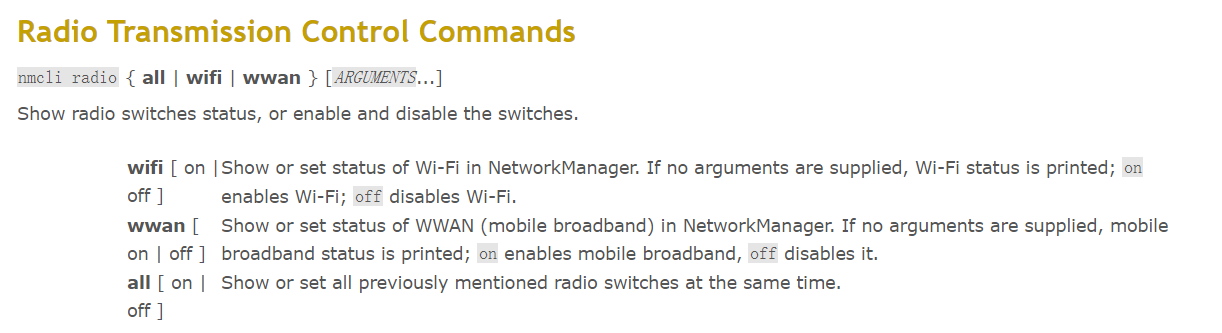 Radio Transmission Control Commands
nmcli radio { all | wifi | wwan } [ARGUMENTS...]
Show radio switches status, or enable and disable the switches.
wifi [ on | Show or set status of Wi-Fi in NetworkManager. If no arguments are supplied, Wi-Fi status is printed; on
off ] enables Wi-Fi; off disables Wi-Fi.
wwan [ Show or set status of WWAN (mobile broadband) in NetworkManager. If no arguments are supplied, mobile
on | off ] broadband status is printed; on enables mobile broadband, off disables it.
all [ on | Show or set all previously mentioned radio switches at the same time.
off ]